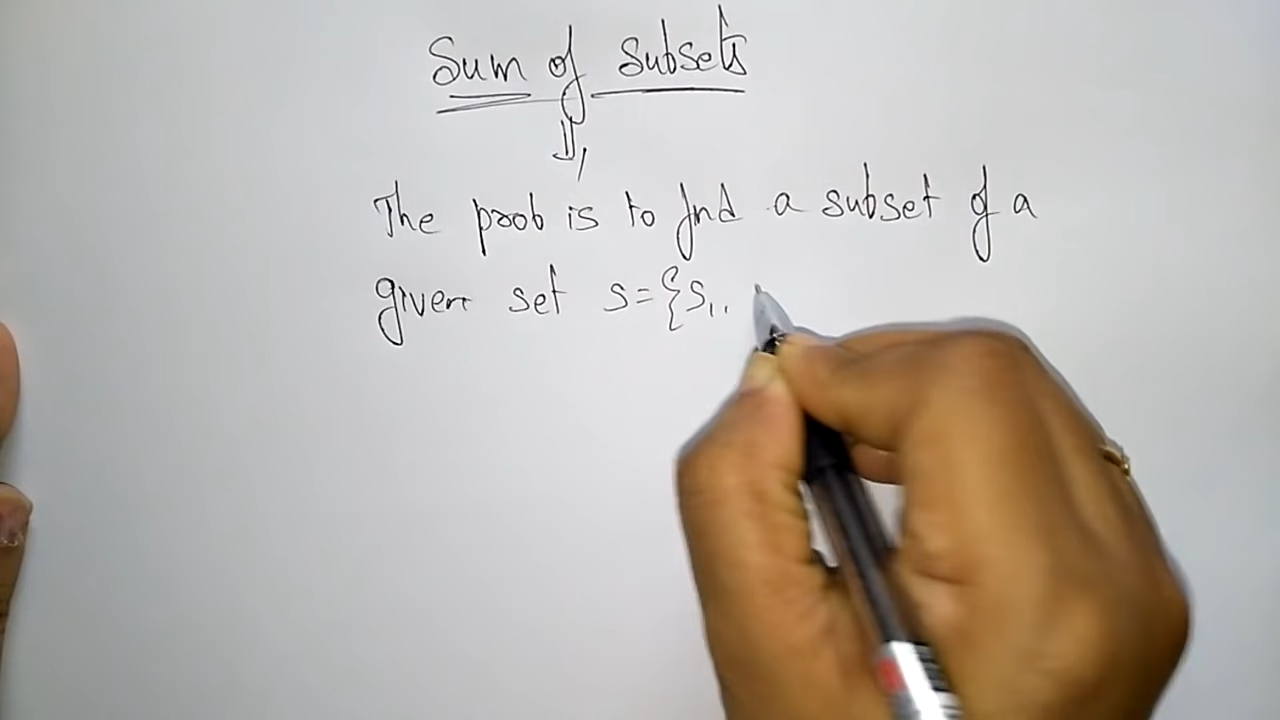 Sum of subsets
The prob is to find a subset of a
given set s={s1..